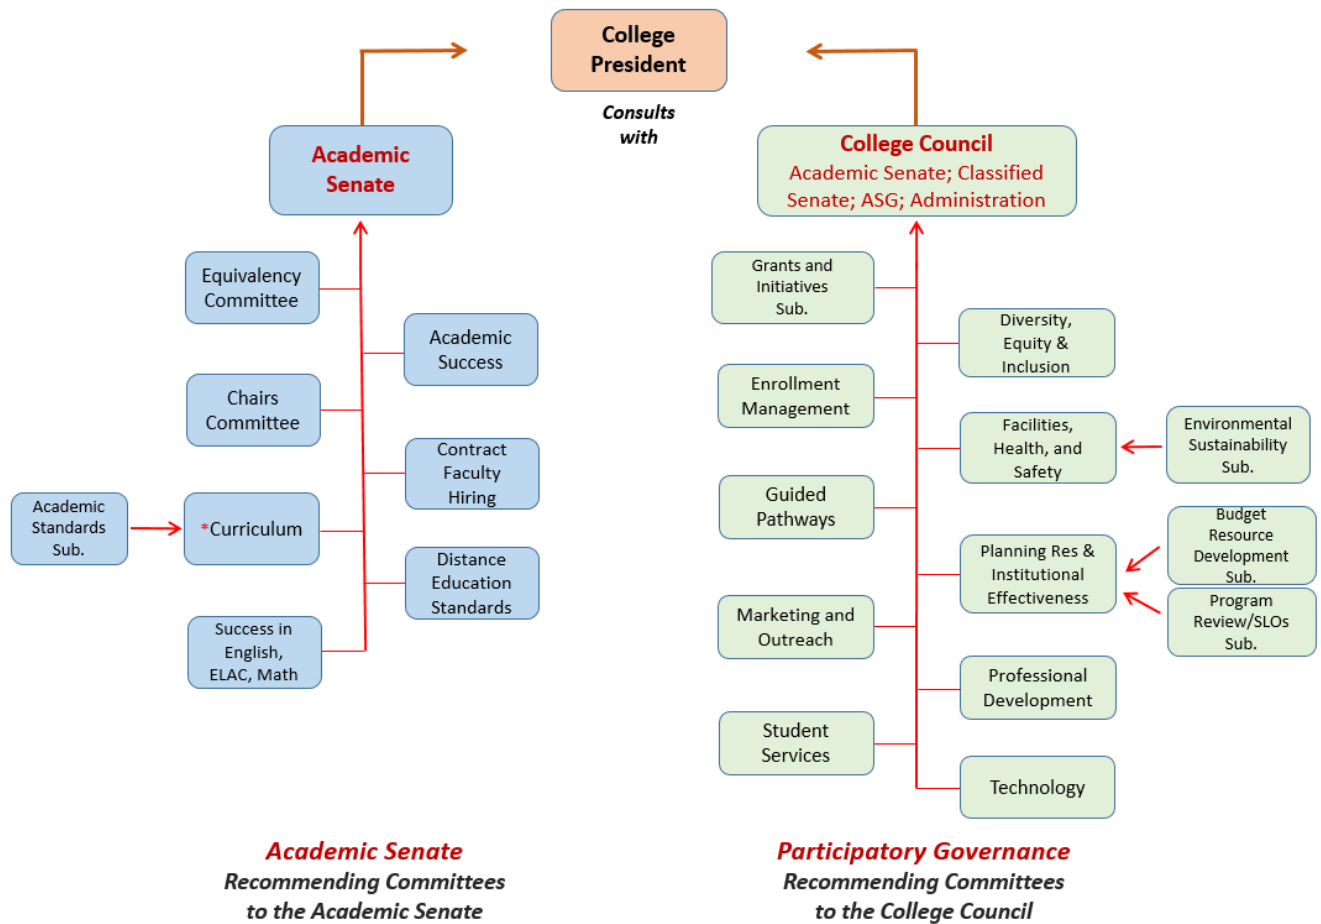 College
President
Consults
with
Academic
Senate
College Council
Academic Senate; Classified
Senate; ASG; Administration
Equivalency
Committee
Academic
Success
Chairs
Committee
Contract
Faculty
Hiring
Academic
Standards
Sub.
*Curriculum
Distance
Education
Standards
Success in
English,
ELAC, Math
Grants and
Initiatives
Sub.
Diversity,
Equity &
Inclusion
Enrollment
Management
Facilities,
Health, and
Safety
Environmental
Sustainability
Sub.
Guided
Pathways
Planning Res &
Institutional
Effectiveness
Budget
Resource
Development
Sub.
Program
Review/SLOs
Sub.
Marketing and
Outreach
Professional
Development
Student
Services
Technology
Academic Senate
Recommending Committees
to the Academic Senate
Participatory Governance
Recommending Committees
to the College Council